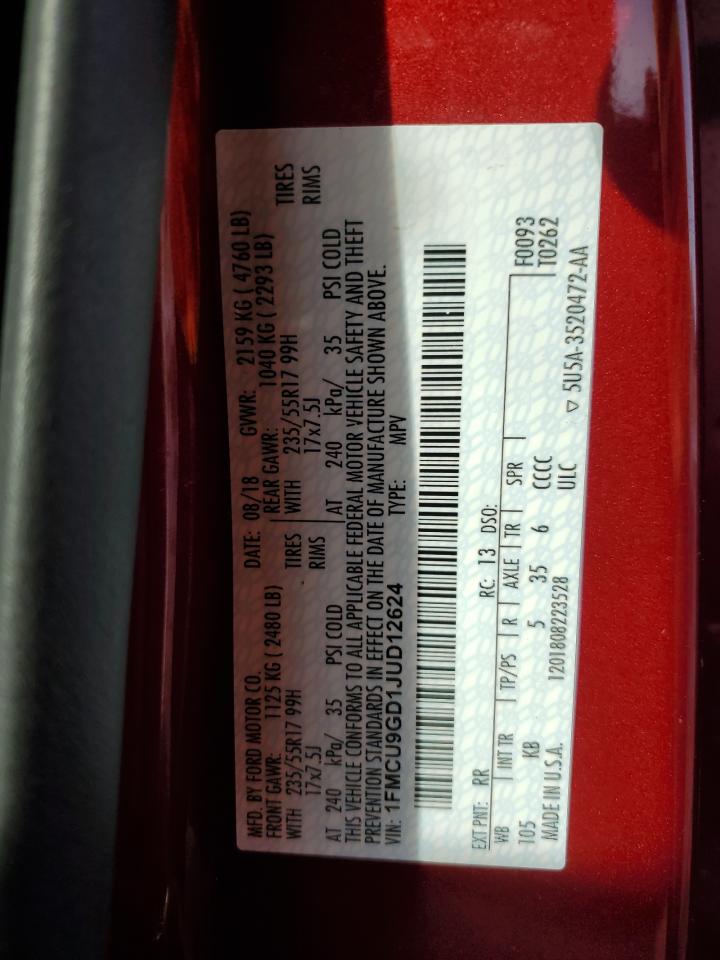 MFD. BY FORD MOTOR CO. DATE: 08/18 GVWR: 2159 KG ( 4760 LB)
FRONT GAWR: 1125 KG ( 2480 LB) REAR GAWR: 1040 KG ( 2293 LB)
WITH 235/55R17 99H TIRES WITH 235/55R17 99H TIRES
17x7.5J RIMS 17x7.5J RIMS
AT 240 kPa/ 35 PSI COLD AT 240 kPa/ 35 PSI COLD
THIS VEHICLE CONFORMS TO ALL APPLICABLE FEDERAL MOTOR VEHICLE SAFETY AND THEFT
PREVENTION STANDARDS IN EFFECT ON THE DATE OF MANUFACTURE SHOWN ABOVE.
VIN: 1FMCU9GD1JUD12624 TYPE: MPV
EXT PNT: RR RC: 13 DSO: F0093
WB INT TR TP/PS R AXLE TR SPR T0262
105 KB 5 35 6 CCCC
MADE IN U.S.A. 1201808223528 ULC ▽ 5U5A-3520472-AA